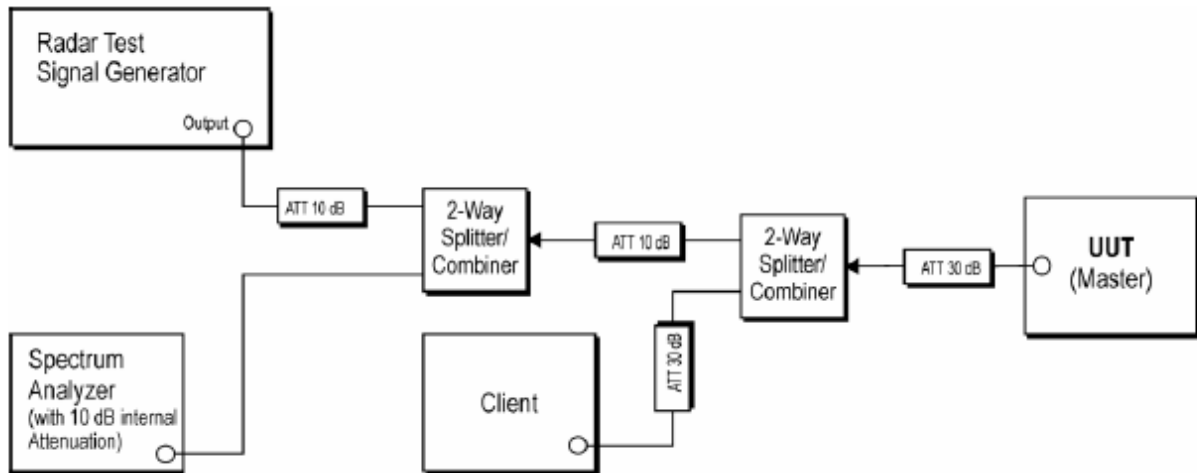 Radar Test
Signal Generator
Output
ATT 10 dB
2-Way
Splitter/
Combiner
ATT 10 dB
2-Way
Splitter/
Combiner
ATT 30 dB
UUT
(Master)
Spectrum
Analyzer
(with 10 dB internal
Attenuation)
Client
ATT 30 dB